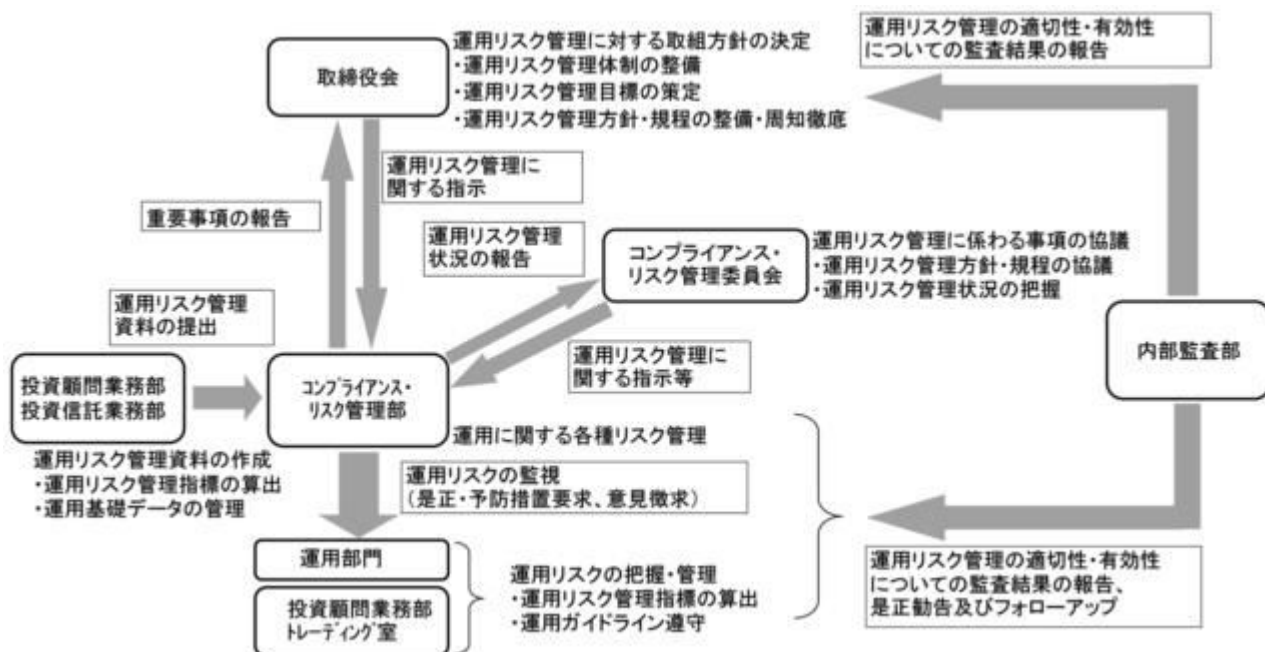 取締役会
運用リスク管理に対する取組方針の決定
・運用リスク管理体制の整備
・運用リスク管理目標の策定
・運用リスク管理方針・規程の整備・周知徹底
運用リスク管理の適切性・有効性
についての監査結果の報告
運用リスク管理に
関する指示
重要事項の報告
運用リスク管理
状況の報告
コンプライアンス・
リスク管理委員会
運用リスク管理に係わる事項の協議
・運用リスク管理方針・規程の協議
・運用リスク管理状況の把握
運用リスク管理
資料の提出
運用リスク管理に
関する指示等
内部監査部
投資顧問業務部
投資信託業務部
ｺﾝﾌﾟﾗｲｱﾝｽ・
ﾘｽｸ管理部
運用に関する各種リスク管理
運用リスク管理資料の作成
・運用リスク管理指標の算出
・運用基礎データの管理
運用リスクの監視
（是正・予防措置要求、意見徴求）
運用部門
投資顧問業務部
ﾄﾚｰﾃﾞｨﾝｸﾞ室
運用リスクの把握・管理
・運用リスク管理指標の算出
・運用ガイドライン遵守
運用リスク管理の適切性・有効性
についての監査結果の報告、
是正勧告及びフォローアップ